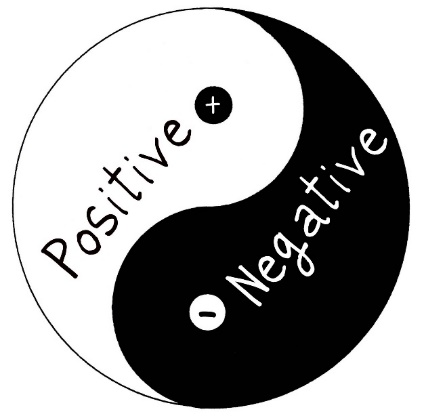 Positive
+
Negative
-